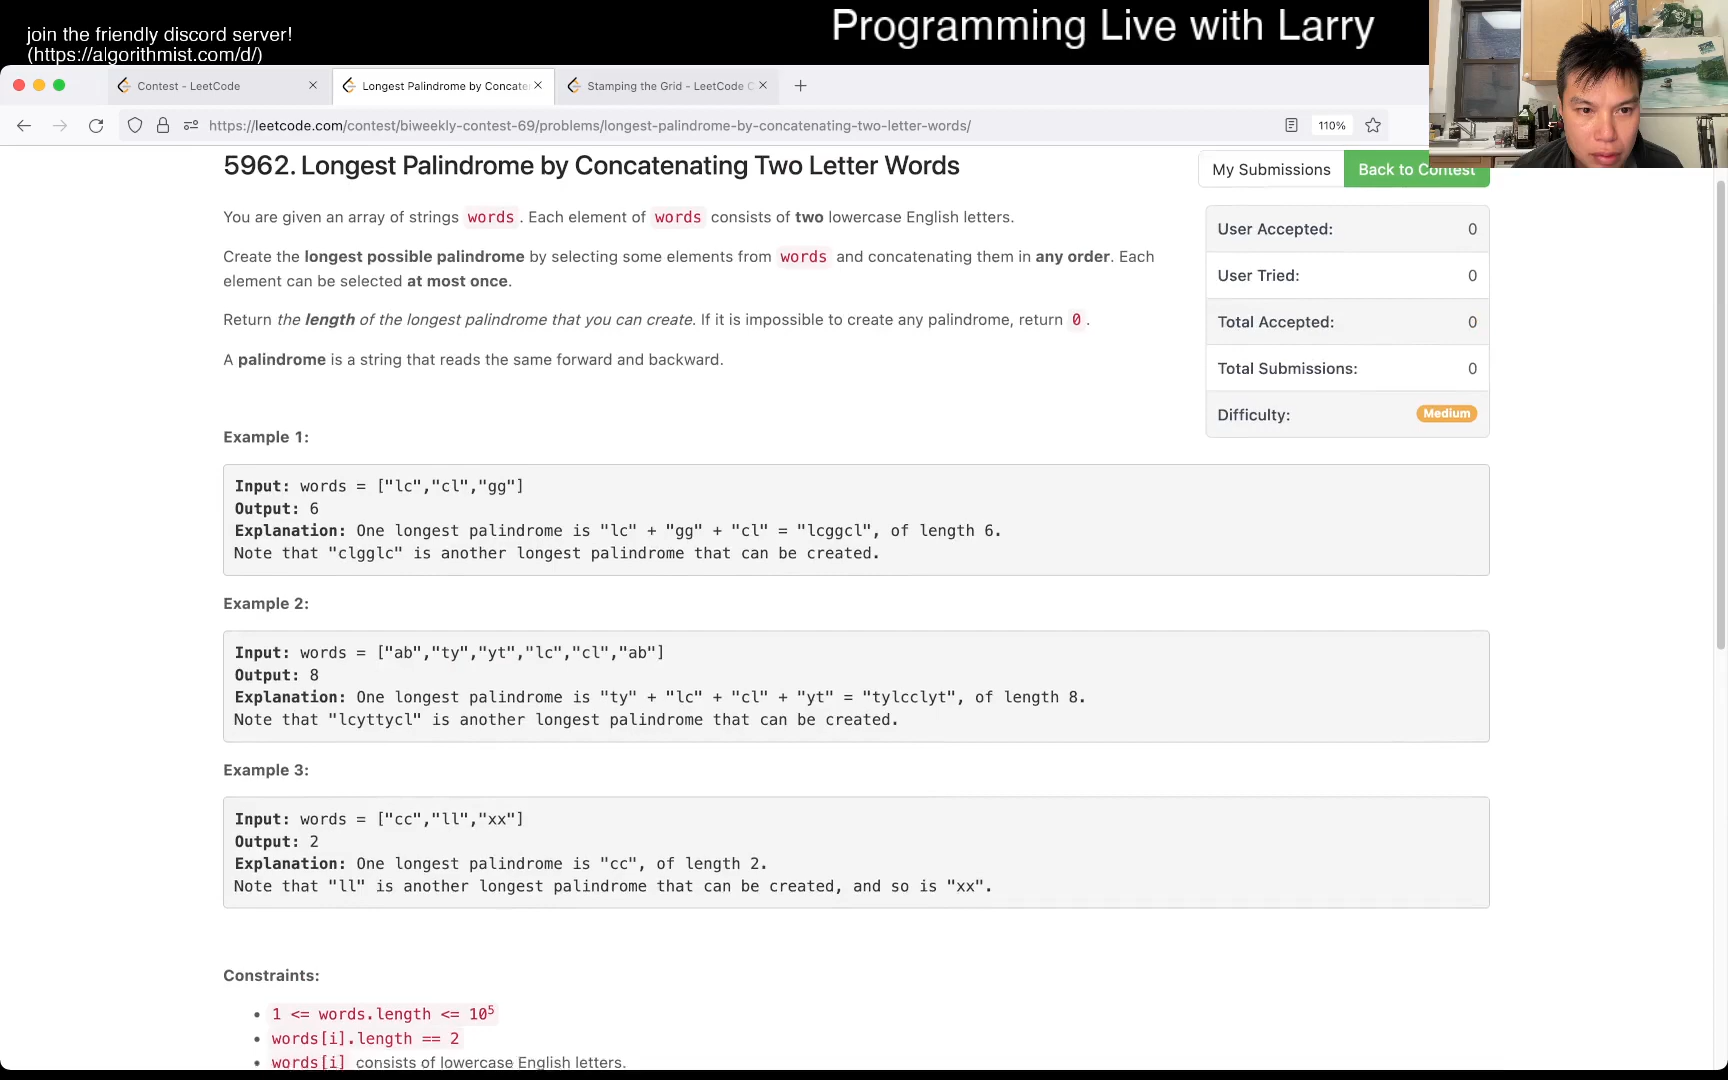 join the friendly discord server!
(https://algorithmist.com/d/)
Programming Live with Larry
Contest - LeetCode
Longest Palindrome by Concate
Stamping the Grid - LeetCode C
https://leetcode.com/contest/biweekly-contest-69/problems/longest-palindrome-by-concatenating-two-letter-words/
110%
5962. Longest Palindrome by Concatenating Two Letter Words
My Submissions
Back to Contest
You are given an array of strings words . Each element of words consists of two lowercase English letters.
Create the longest possible palindrome by selecting some elements from words and concatenating them in any order. Each
element can be selected at most once.
Return the length of the longest palindrome that you can create. If it is impossible to create any palindrome, return 0 .
A palindrome is a string that reads the same forward and backward.
User Accepted: 0
User Tried: 0
Total Accepted: 0
Total Submissions: 0
Difficulty: Medium
Example 1:
Input: words = ["lc","cl","gg"]
Output: 6
Explanation: One longest palindrome is "lc" + "gg" + "cl" = "lcggcl", of length 6.
Note that "clgglc" is another longest palindrome that can be created.
Example 2:
Input: words = ["ab","ty","yt","lc","cl","ab"]
Output: 8
Explanation: One longest palindrome is "ty" + "lc" + "cl" + "yt" = "tylcclyt", of length 8.
Note that "lcyttycl" is another longest palindrome that can be created.
Example 3:
Input: words = ["cc","ll","xx"]
Output: 2
Explanation: One longest palindrome is "cc", of length 2.
Note that "ll" is another longest palindrome that can be created, and so is "xx".
Constraints:
• 1 <= words.length <= 10⁵
• words[i].length == 2
• words[i] consists of lowercase English letters.